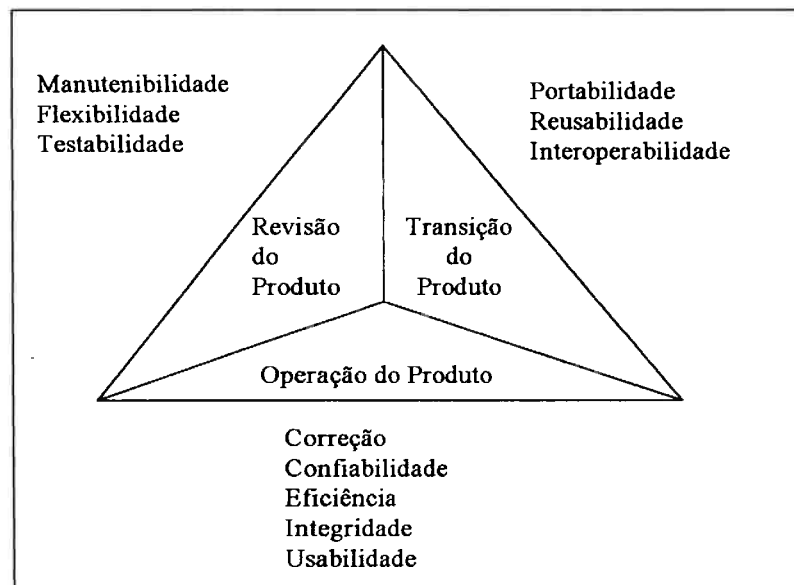 Manutenibilidade
Flexibilidade
Testabilidade
Portabilidade
Reusabilidade
Interoperabilidade
Revisão
do
Produto
Transição
do
Produto
Operação do Produto
Correção
Confiabilidade
Eficiência
Integridade
Usabilidade